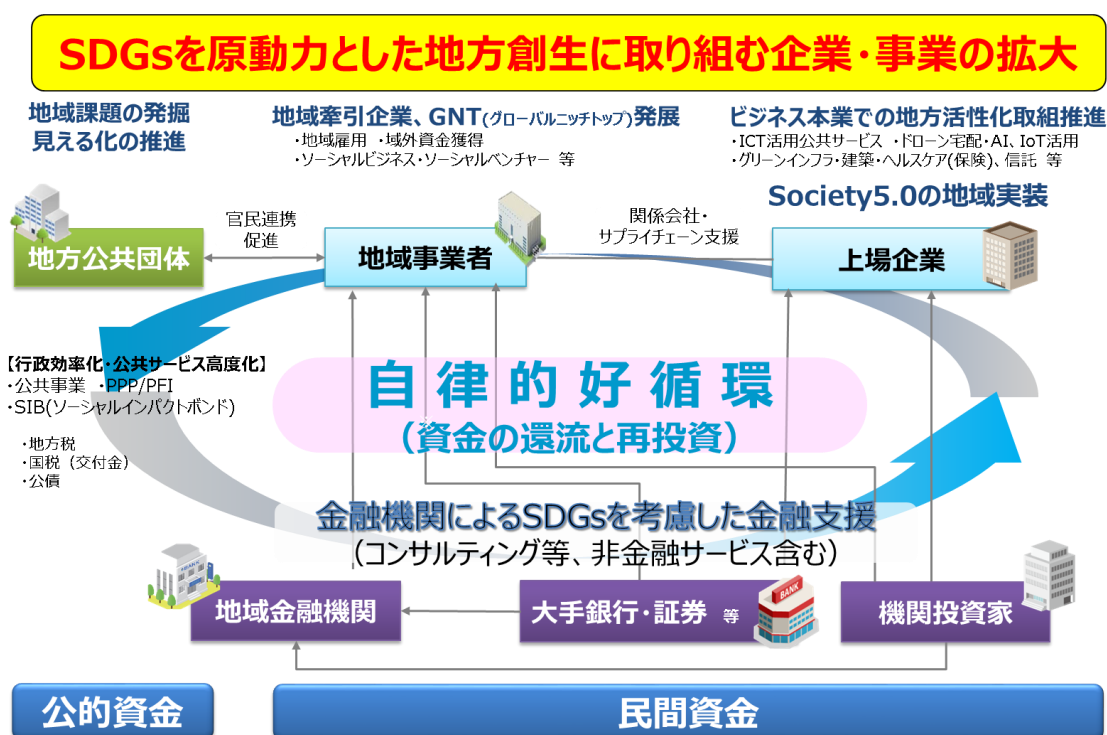 SDGsを原動力とした地方創生に取り組む企業・事業の拡大
地域課題の発掘
見える化の推進
地域牽引企業、GNT(グローバルニッチトップ)発展
・地域雇用 ・域外資金獲得
・ソーシャルビジネス・ソーシャルベンチャー 等
ビジネス本業での地方活性化取組推進
・ICT活用公共サービス ・ドローン宅配・AI、IoT活用
・グリーンインフラ・建築・ヘルスケア(保険)、信託 等
Society5.0の地域実装
地方公共団体
官民連携
促進
地域事業者
関係会社・
サプライチェーン支援
上場企業
【行政効率化・公共サービス高度化】
・公共事業 ・PPP/PFI
・SIB(ソーシャルインパクトボンド)
・地方税
・国税（交付金）
・公債
自律的好循環
（資金の還流と再投資）
金融機関によるSDGsを考慮した金融支援
（コンサルティング等、非金融サービス含む）
地域金融機関
大手銀行・証券 等
BANK
機関投資家
公的資金
民間資金